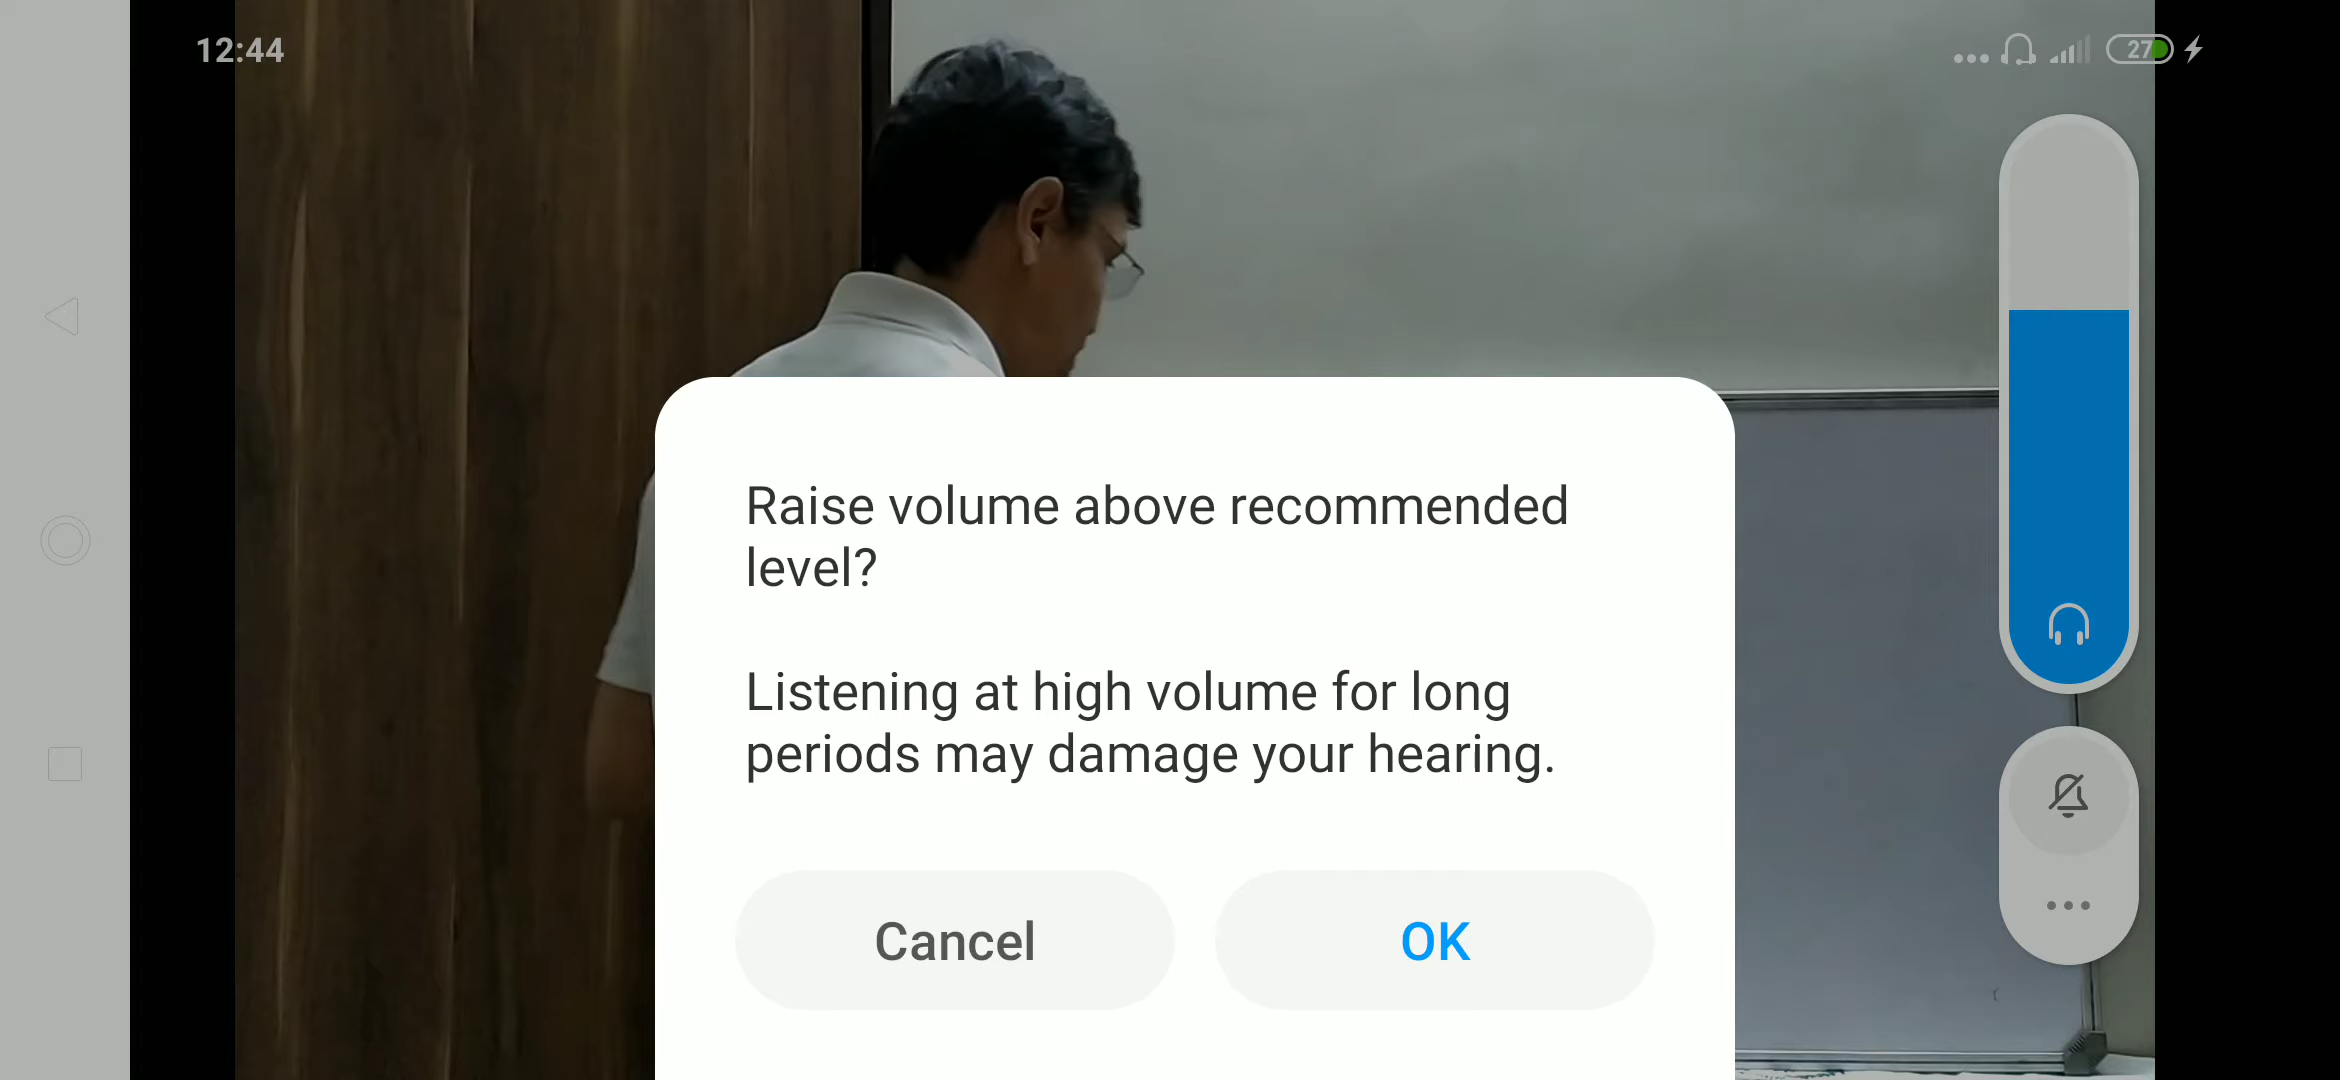 12:44
27
Raise volume above recommended
level?
Listening at high volume for long
periods may damage your hearing.
Cancel
OK